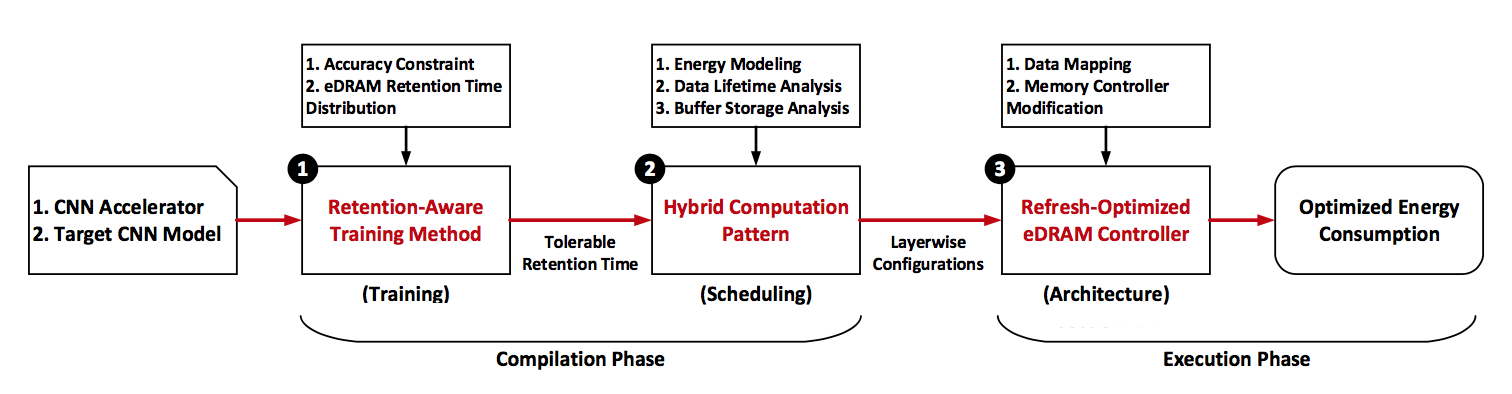 1. Accuracy Constraint
2. eDRAM Retention Time
Distribution
1. Energy Modeling
2. Data Lifetime Analysis
3. Buffer Storage Analysis
1. Data Mapping
2. Memory Controller
Modification
1. CNN Accelerator
2. Target CNN Model
1
Retention-Aware
Training Method
(Training)
Tolerable
Retention Time
2
Hybrid Computation
Pattern
(Scheduling)
Layerwise
Configurations
3
Refresh-Optimized
eDRAM Controller
(Architecture)
Optimized Energy
Consumption
Compilation Phase
Execution Phase